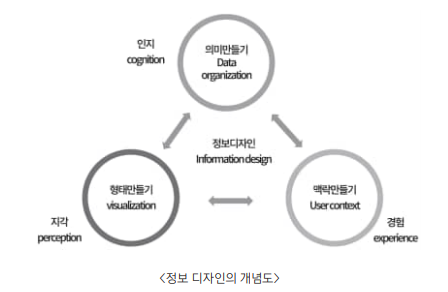 인지
cognition
의미만들기
Data
organization
정보디자인
Information design
형태만들기
visualization
맥락만들기
User context
지각
perception
경험
experience
<정보 디자인의 개념도>